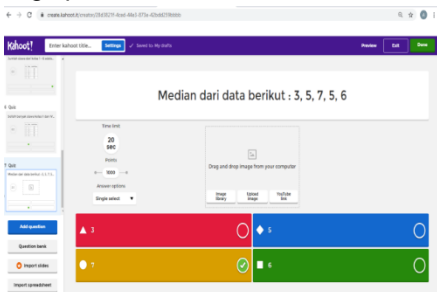 Kahoot!
Enter kahoot title...
Settings
Saved to My drafts
Preview
Exit
Done
Quiz
7 Quiz
Median dari data berikut : 3, 5, 7, 5, 6
Time limit
20
sec
Points
1000
Answer options
Single select
Drag and drop image from your computer
Image
library
Upload
image
YouTube
link
3
5
7
6
Add question
Question bank
Import slides
Import spreadsheet